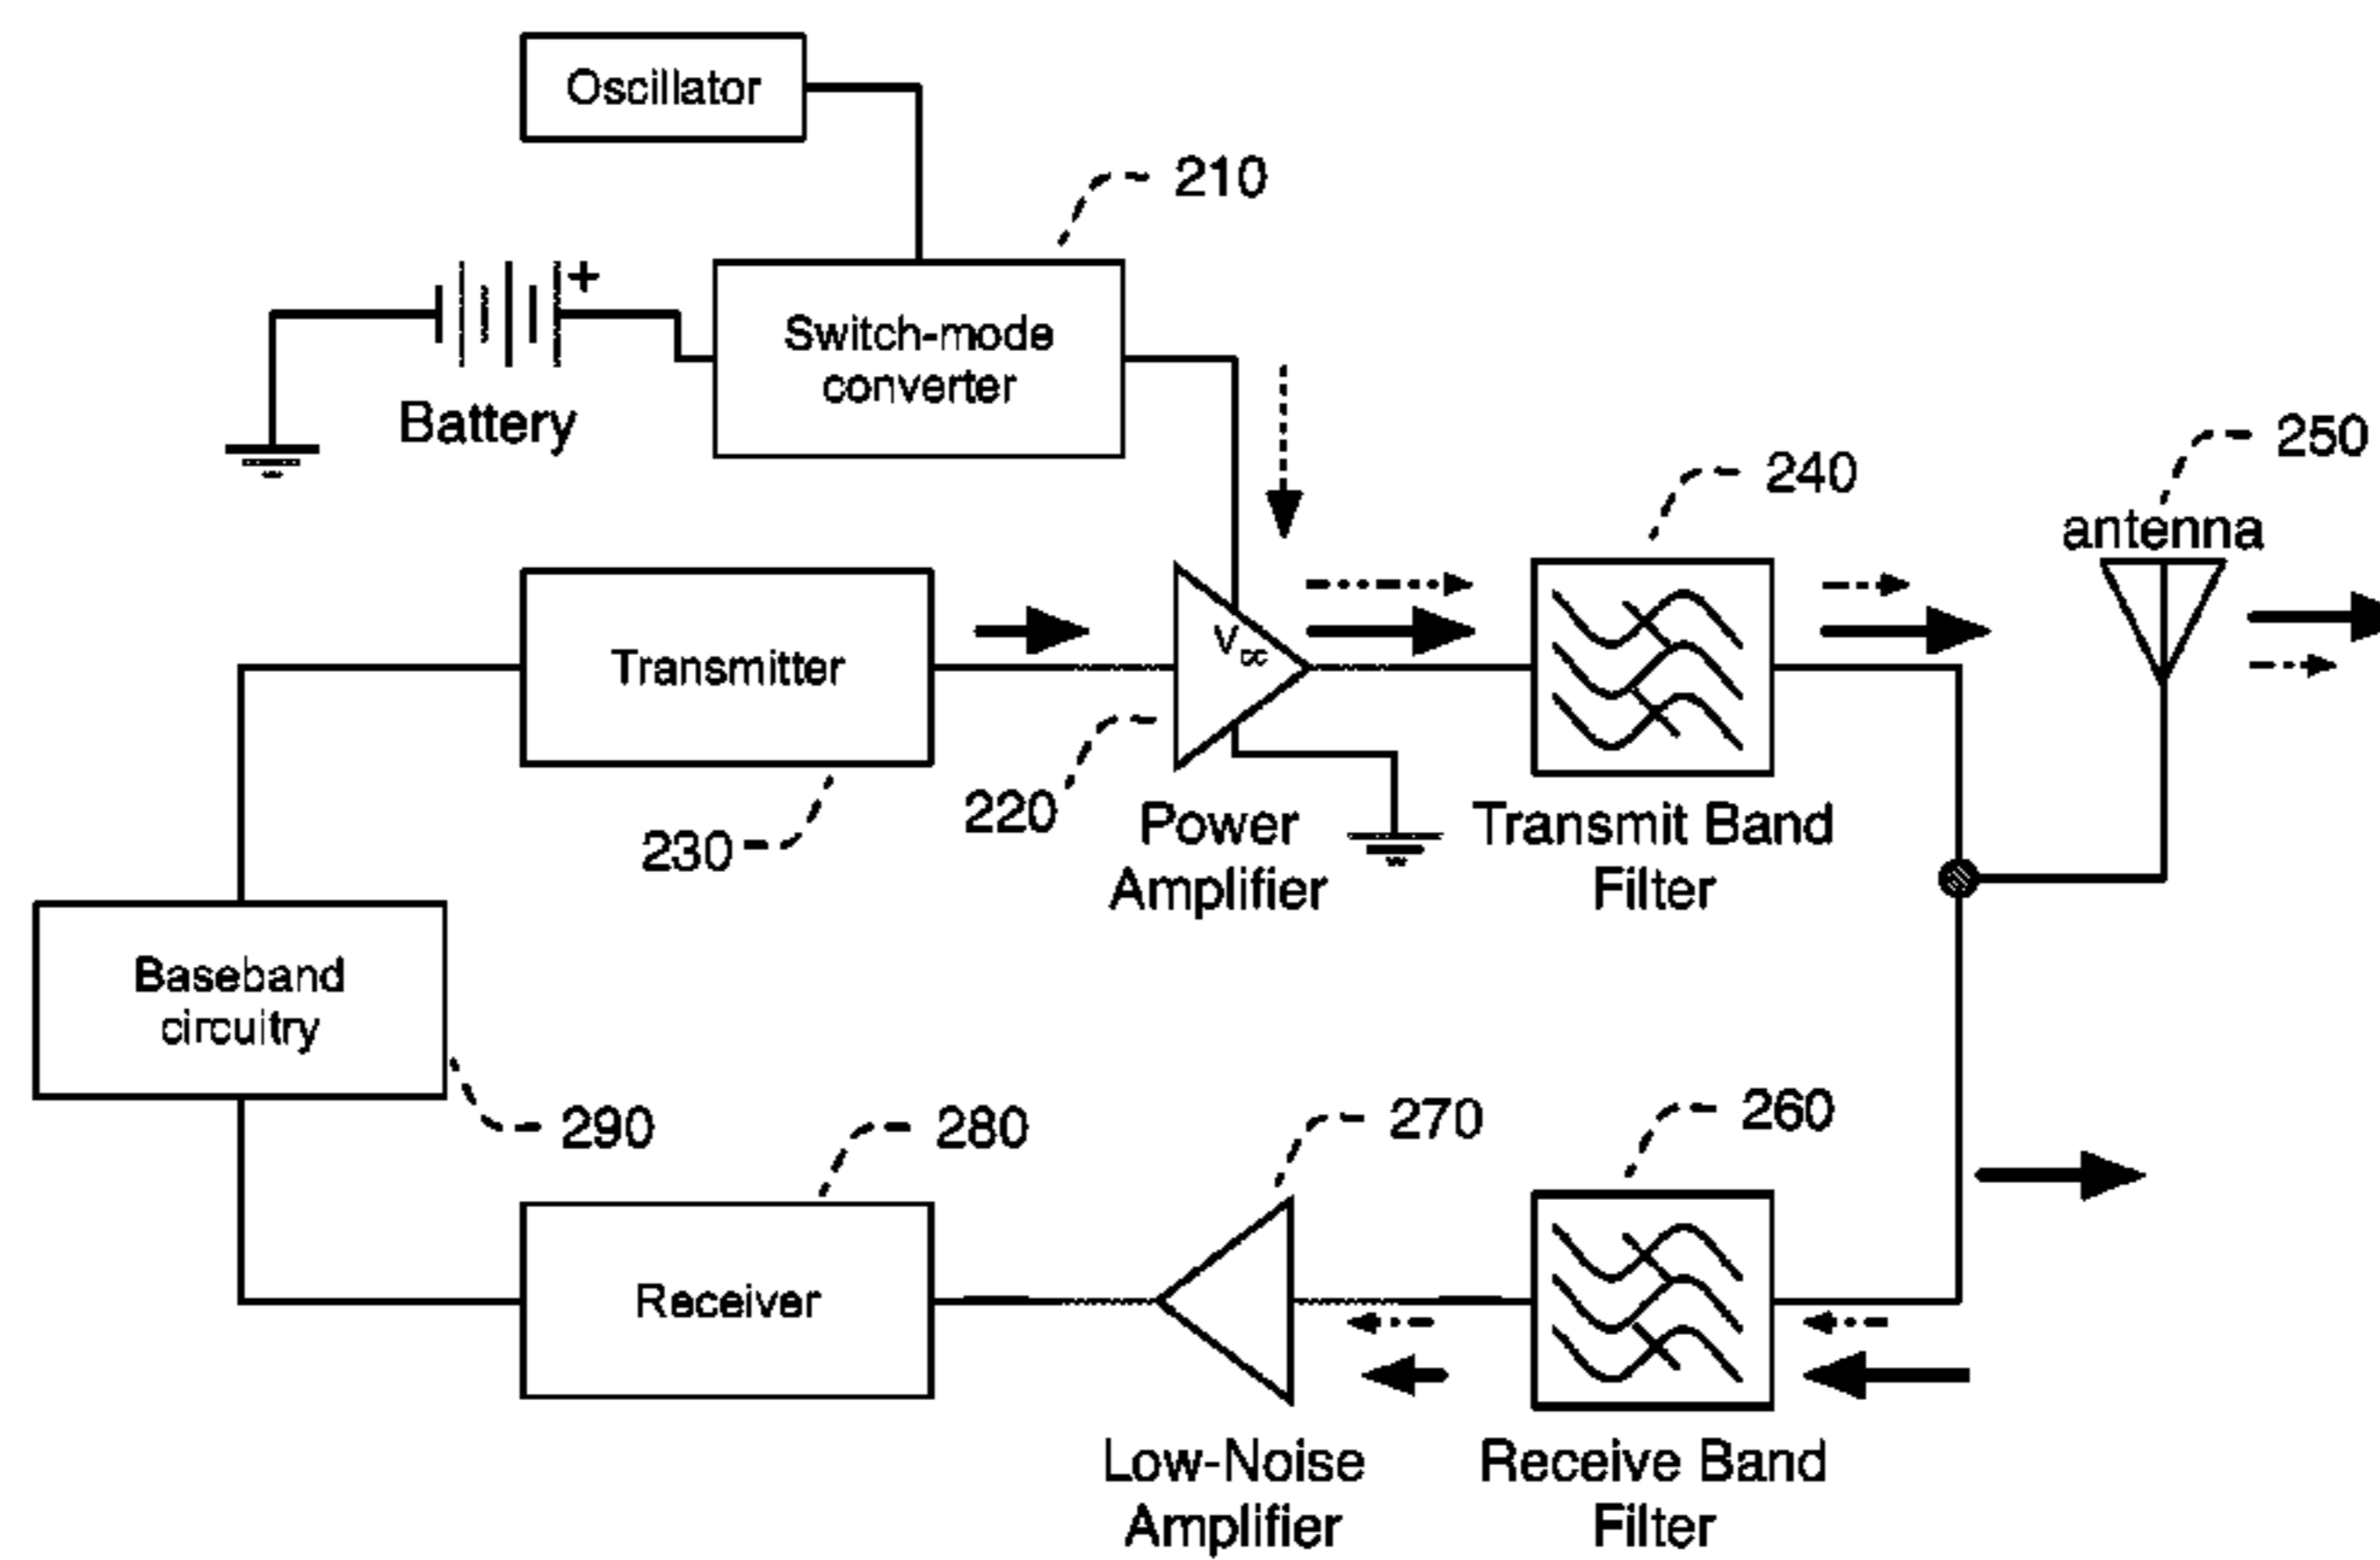 Oscillator
210
+
Switch-mode
converter
Battery
240
250
antenna
Transmitter
Vcc
230
220
Power
Amplifier
Transmit Band
Filter
Baseband
circuitry
290
280
270
260
Receiver
Low-Noise
Amplifier
Receive Band
Filter